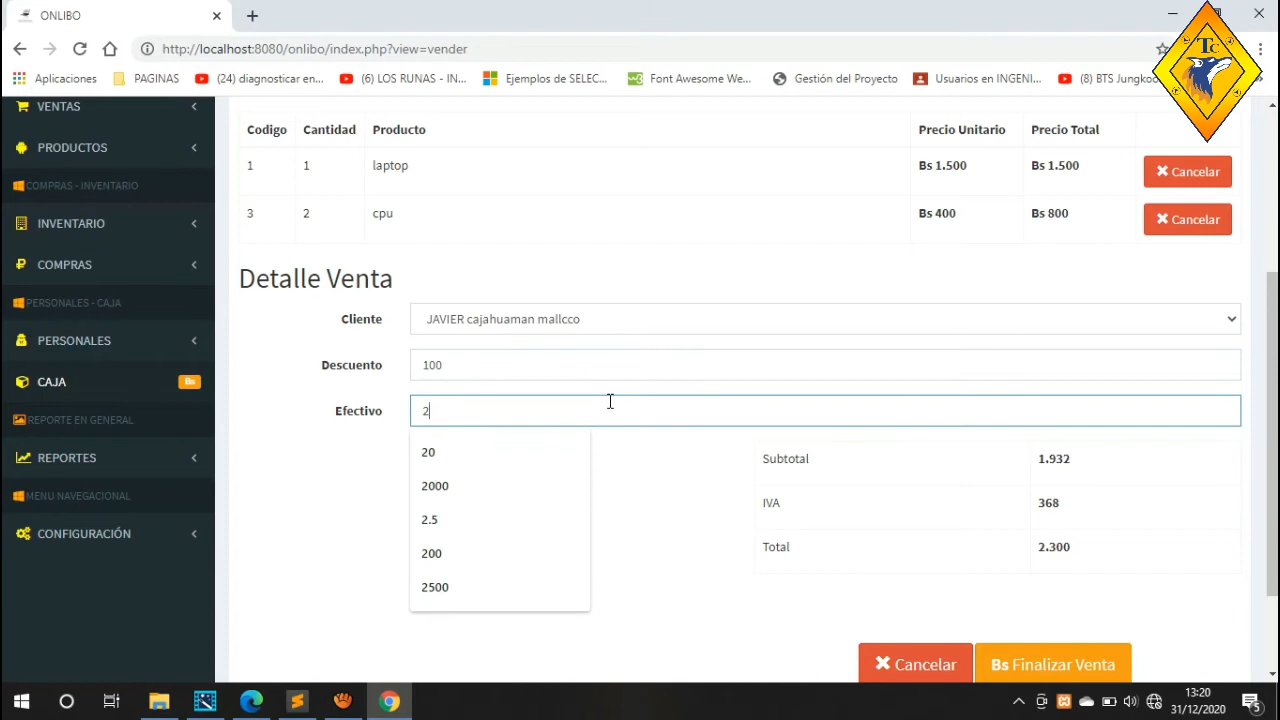 ONLIBO
TC
http://localhost:8080/onlibo/index.php?view=vender
Aplicaciones PAGINAS (24) diagnosticar en... (6) LOS RUNAS - IN... Ejemplos de SELEC... Font Awesome We... Gestión del Proyecto Usuarios en INGENI... (8) BTS Jungkoo
VENTAS
PRODUCTOS
COMPRAS - INVENTARIO
INVENTARIO
COMPRAS
PERSONALES - CAJA
PERSONALES
CAJA Bs
REPORTE EN GENERAL
REPORTES
MENU NAVEGACIONAL
CONFIGURACIÓN
Codigo Cantidad Producto Precio Unitario Precio Total
1 1 laptop Bs 1.500 Bs 1.500 Cancelar
3 2 cpu Bs 400 Bs 800 Cancelar
Detalle Venta
Cliente JAVIER cajahuaman mallcco
Descuento 100
Efectivo 2
20
2000
2.5
200
2500
Subtotal 1.932
IVA 368
Total 2.300
Cancelar Bs Finalizar Venta
13:20
31/12/2020
5